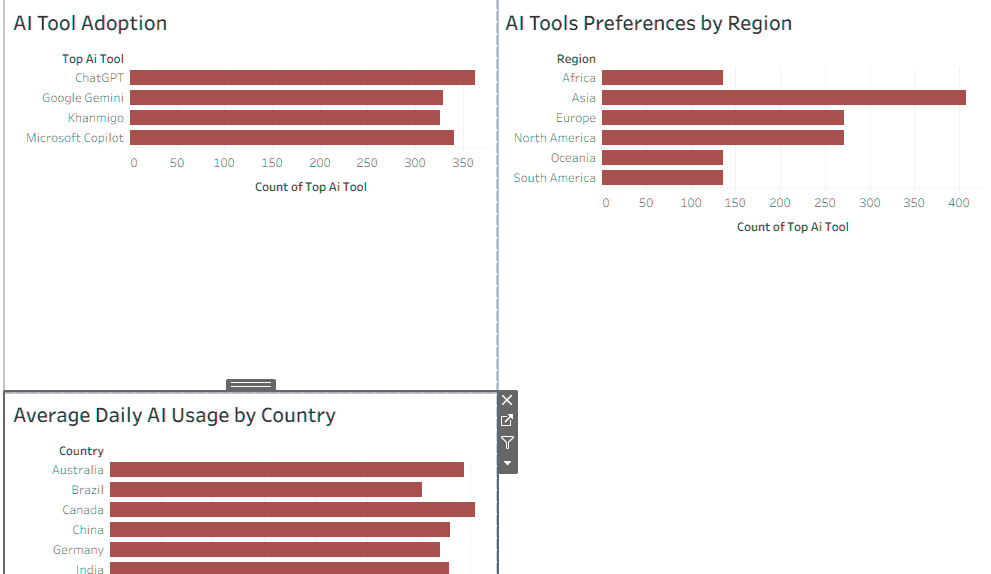 AI Tool Adoption
Top Ai Tool
ChatGPT
Google Gemini
Khanmigo
Microsoft Copilot
0 50 100 150 200 250 300 350
Count of Top Ai Tool
AI Tools Preferences by Region
Region
Africa
Asia
Europe
North America
Oceania
South America
0 50 100 150 200 250 300 350 400
Count of Top Ai Tool
Average Daily AI Usage by Country
Country
Australia
Brazil
Canada
China
Germany
India